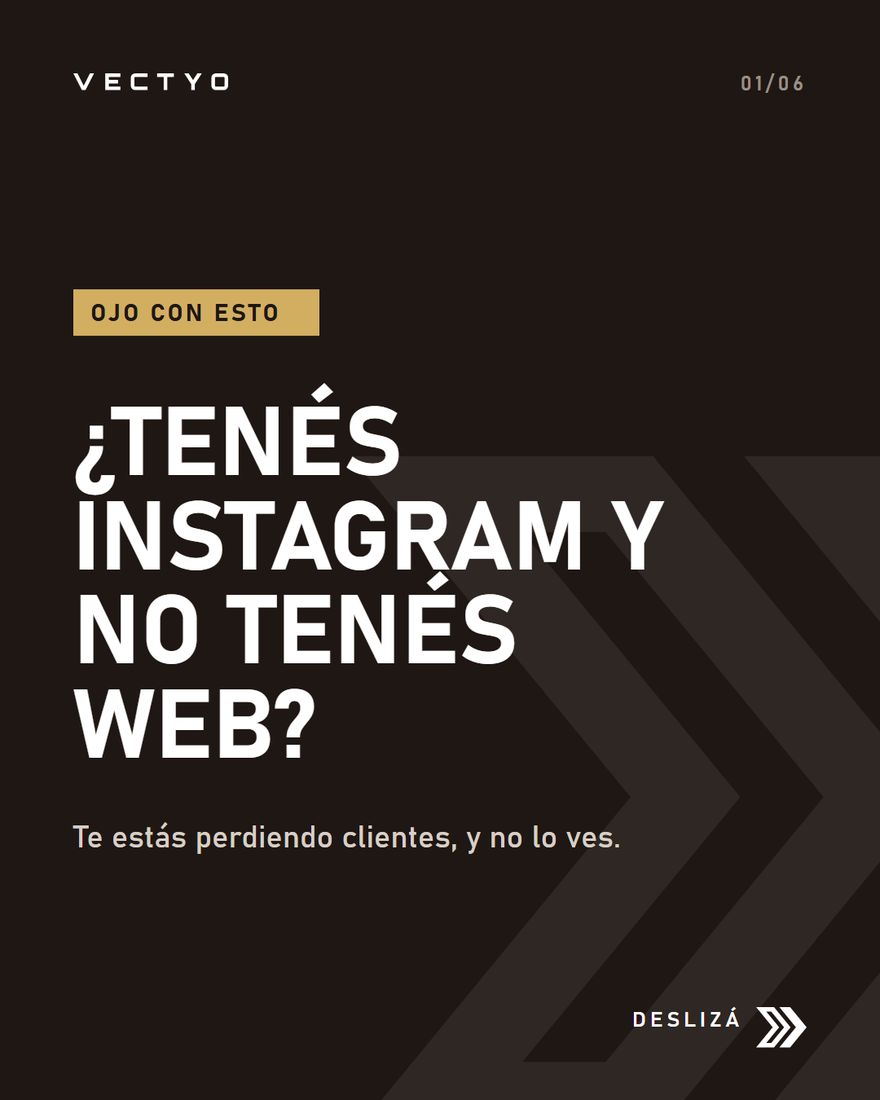 VECTYO
01/06
OJO CON ESTO
¿TENÉS
INSTAGRAM Y
NO TENÉS
WEB?
Te estás perdiendo clientes, y no lo ves.
DESLIZÁ